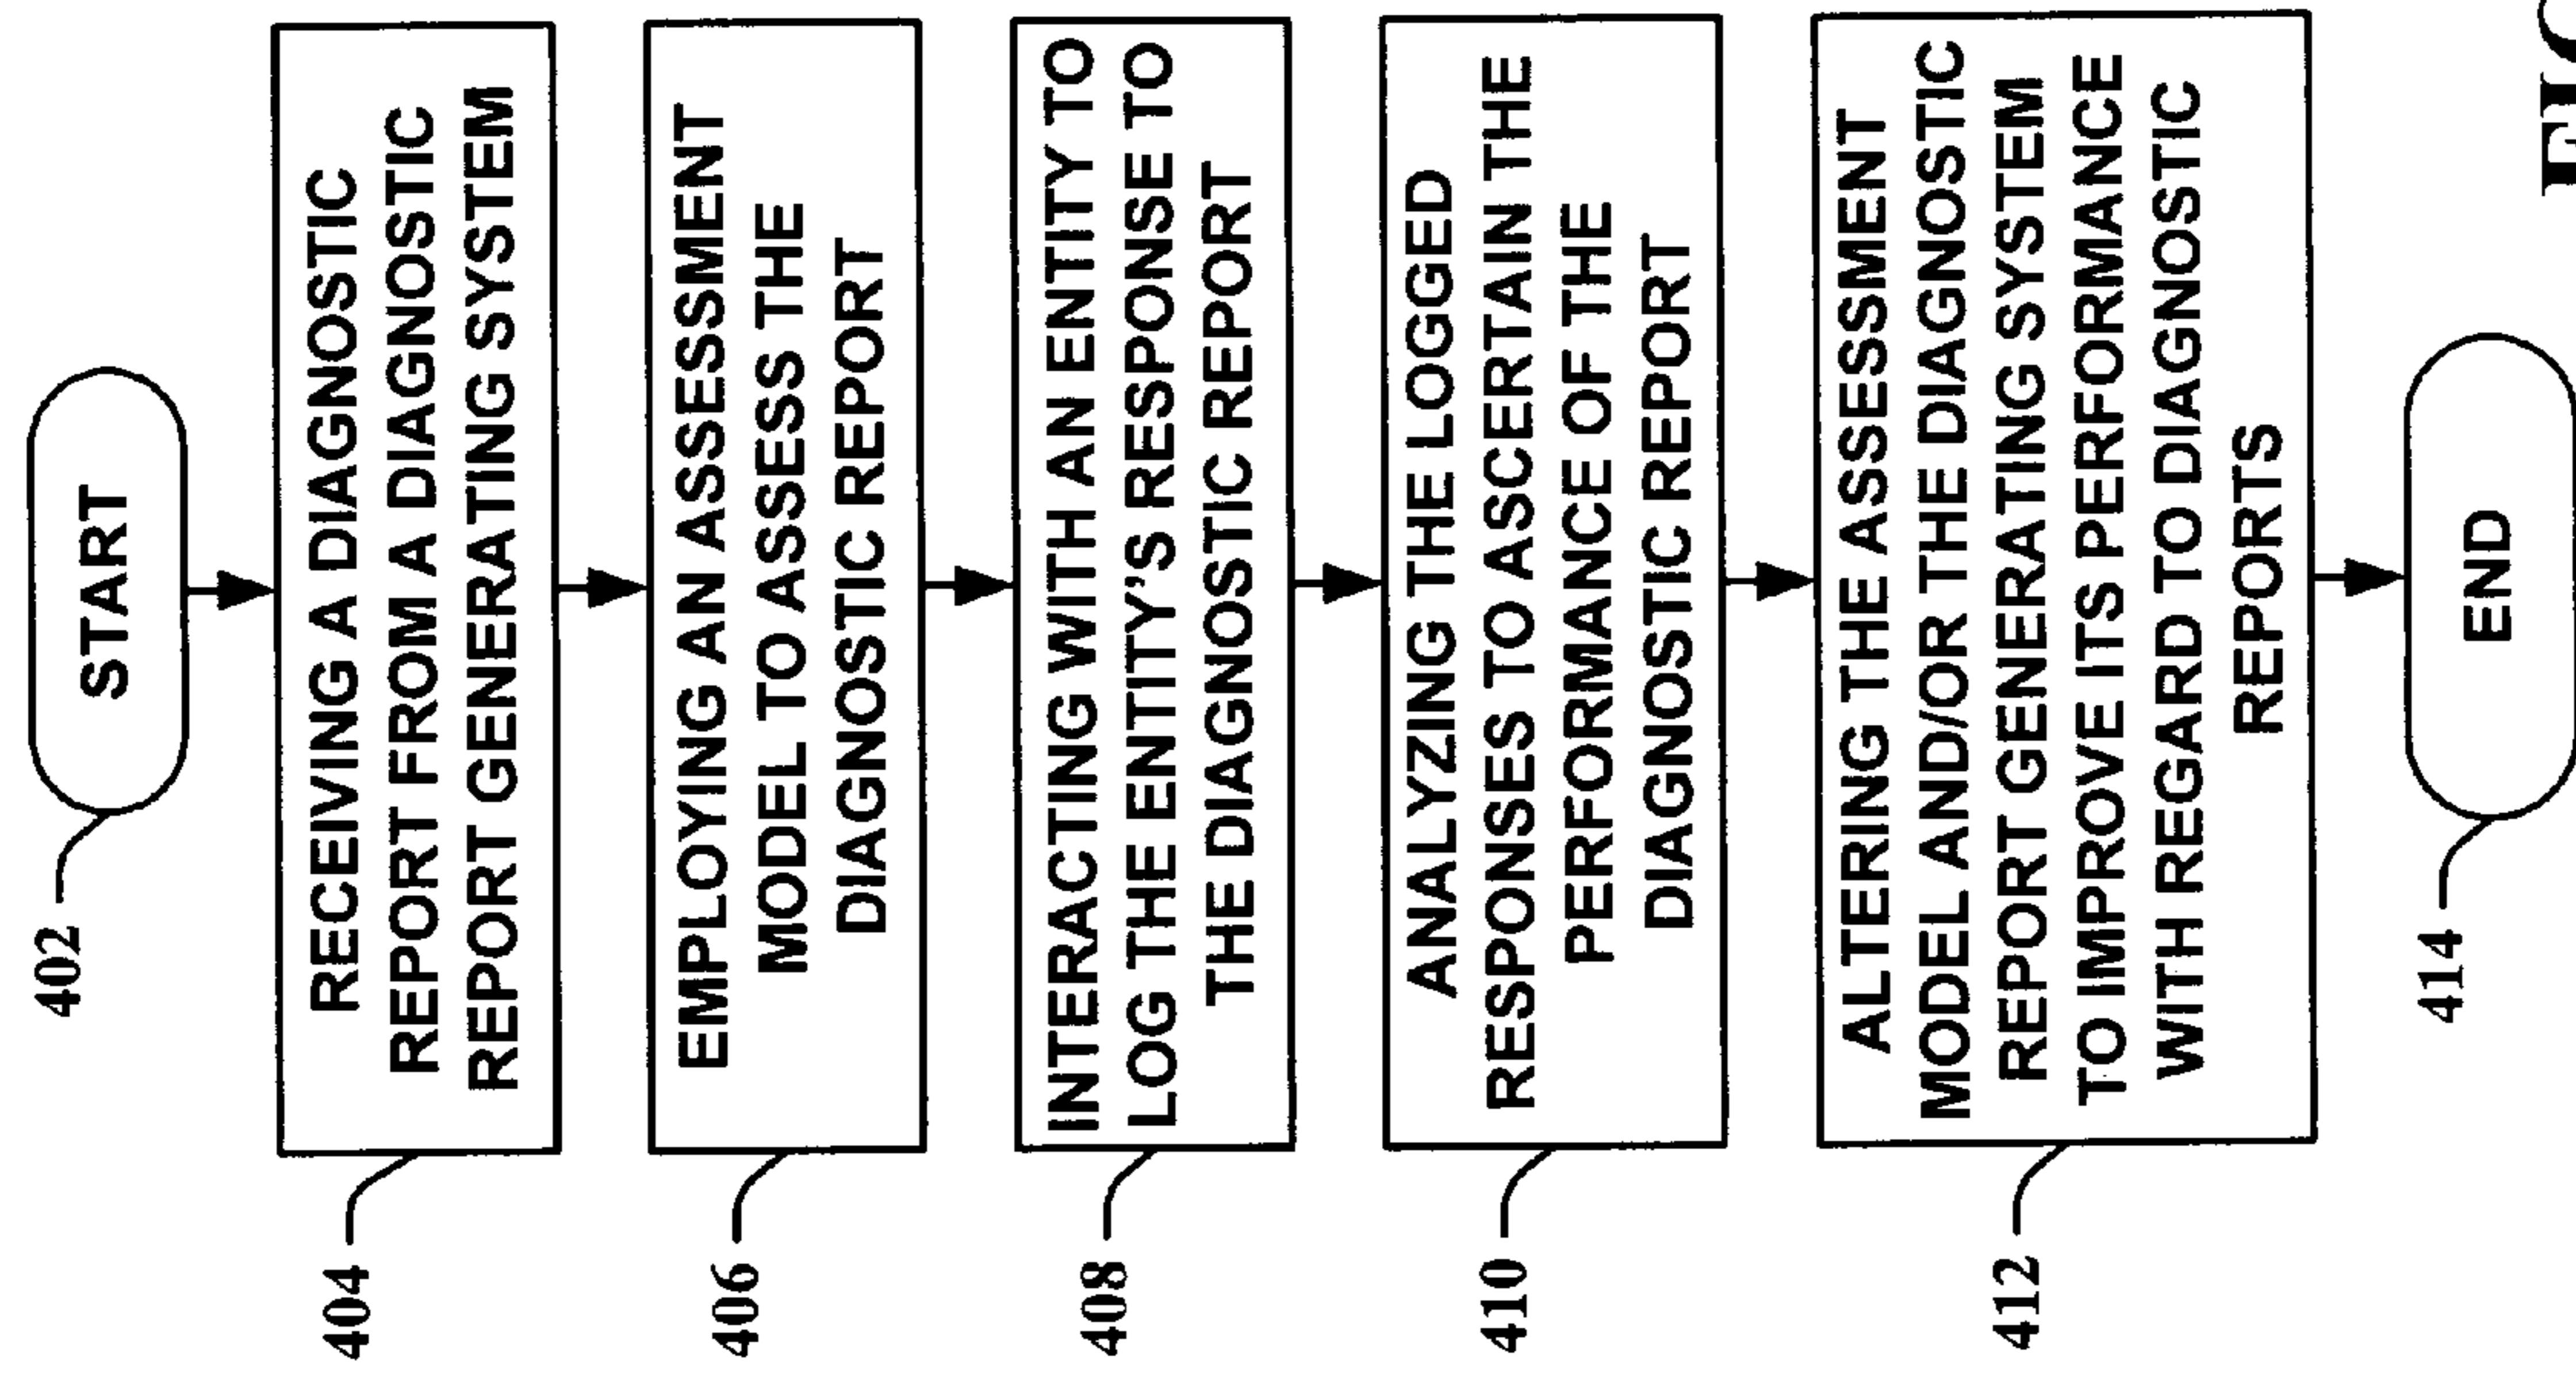 START
402
RECEIVING A DIAGNOSTIC
REPORT FROM A DIAGNOSTIC
REPORT GENERATING SYSTEM
404
EMPLOYING AN ASSESSMENT
MODEL TO ASSESS THE
DIAGNOSTIC REPORT
406
INTERACTING WITH AN ENTITY TO
LOG THE ENTITY'S RESPONSE TO
THE DIAGNOSTIC REPORT
408
ANALYZING THE LOGGED
RESPONSES TO ASCERTAIN THE
PERFORMANCE OF THE
DIAGNOSTIC REPORT
410
ALTERING THE ASSESSMENT
MODEL AND/OR THE DIAGNOSTIC
REPORT GENERATING SYSTEM
TO IMPROVE ITS PERFORMANCE
WITH REGARD TO DIAGNOSTIC
REPORTS
412
END
414